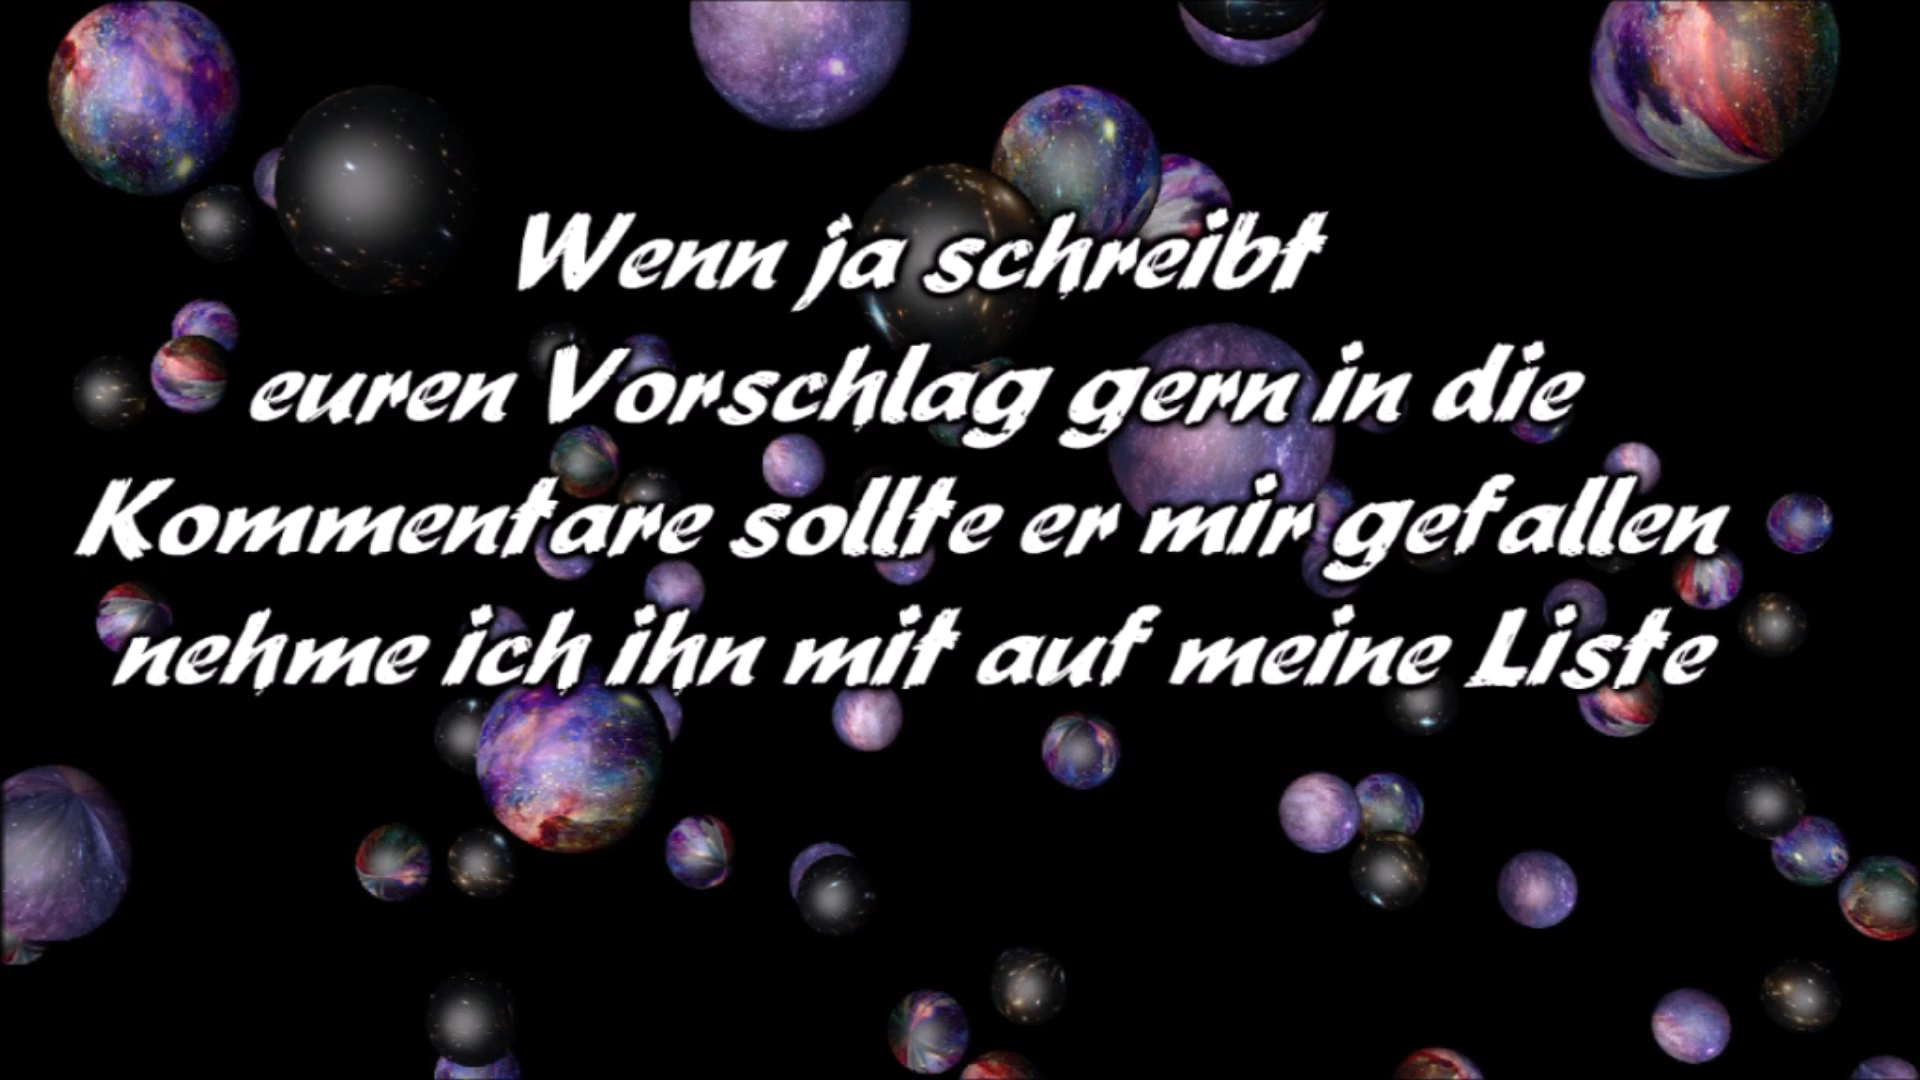 Wenn ja schreibt
euren Vorschlag gern in die
Kommentare sollte er mir gefallen
nehme ich ihn mit auf meine Liste